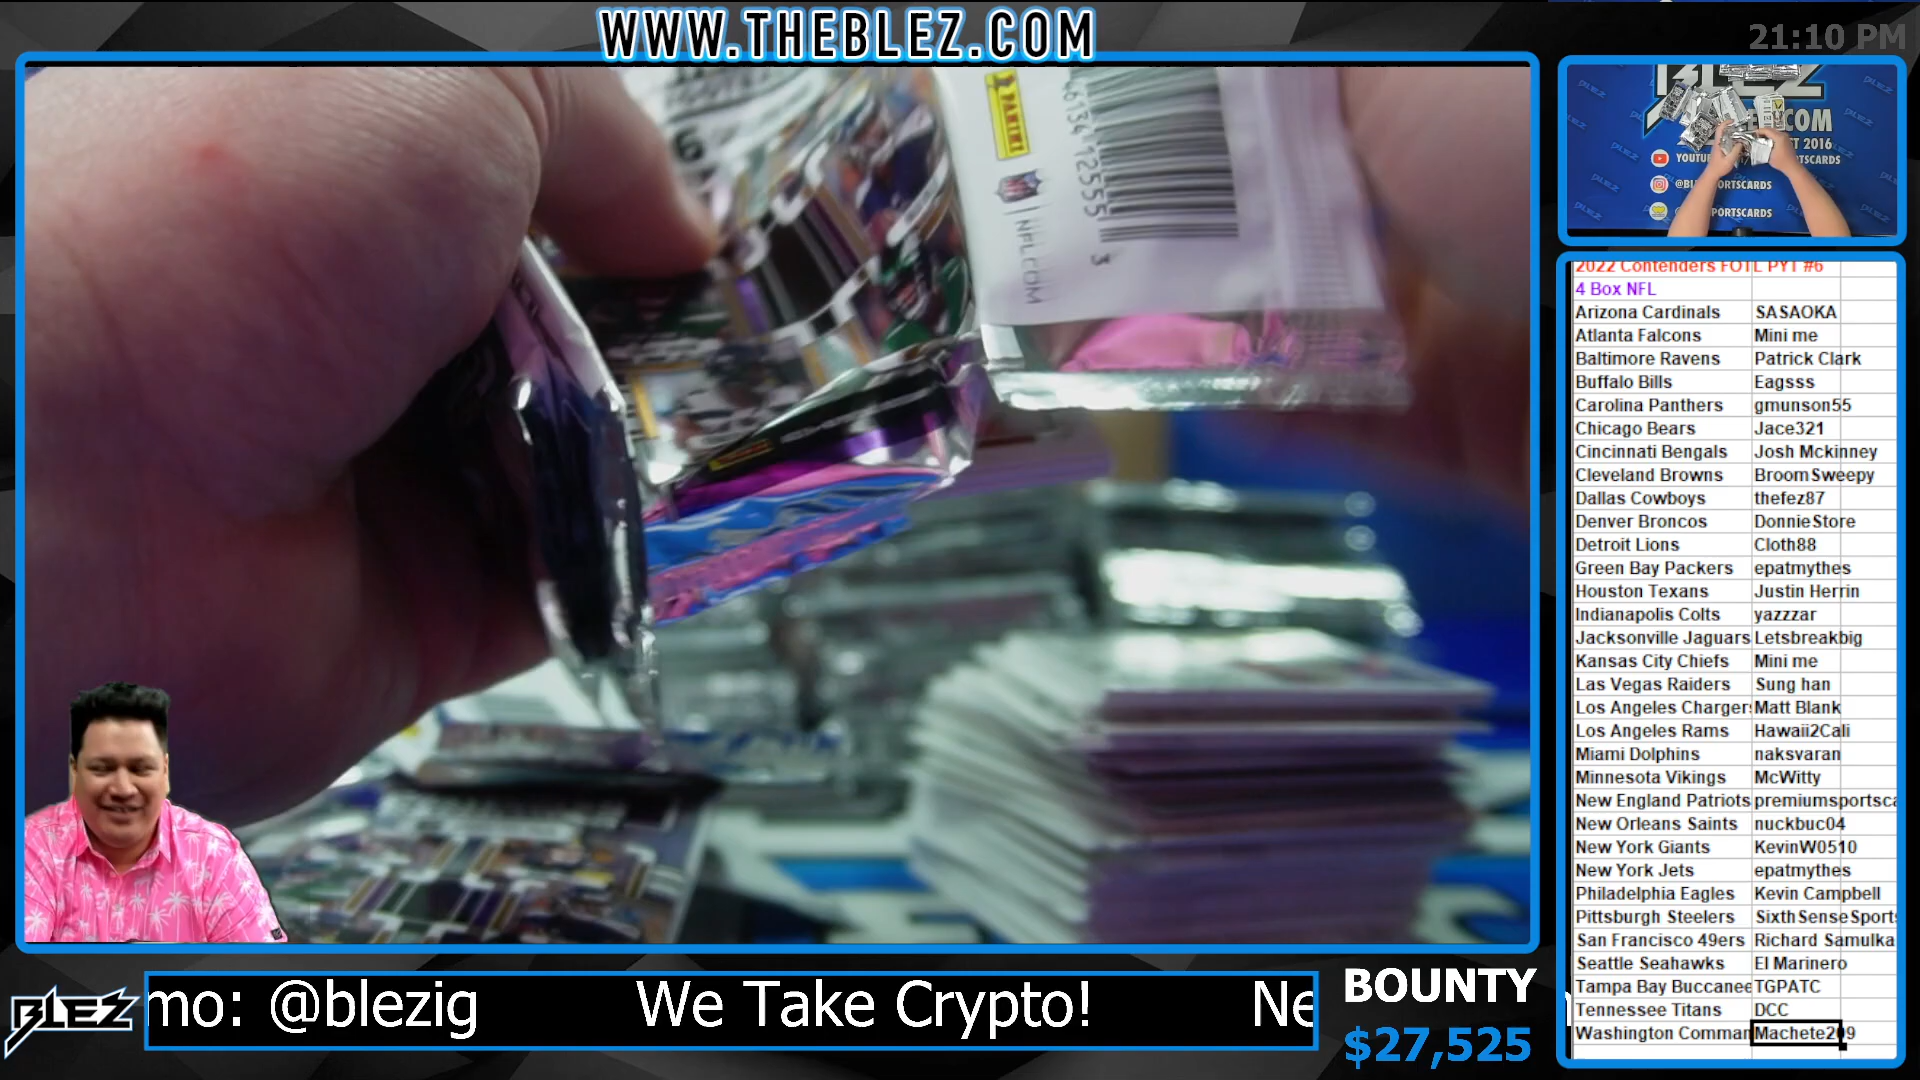 WWW.THEBLEZ.COM
21:10 PM
PANINI
NFL.COM
3
BLEZ
.COM
2016
2022 Contenders FOTL PYT #6
4 Box NFL
Arizona Cardinals SASAOKA
Atlanta Falcons Mini me
Baltimore Ravens Patrick Clark
Buffalo Bills Eagsss
Carolina Panthers gmunson55
Chicago Bears Jace321
Cincinnati Bengals Josh Mckinney
Cleveland Browns BroomSweepy
Dallas Cowboys thefez87
Denver Broncos DonnieStore
Detroit Lions Cloth88
Green Bay Packers epatmythes
Houston Texans Justin Herrin
Indianapolis Colts yazzzar
Jacksonville Jaguars Letsbreakbig
Kansas City Chiefs Mini me
Las Vegas Raiders Sung han
Los Angeles Chargers Matt Blank
Los Angeles Rams Hawaii2Cali
Miami Dolphins naksvaran
Minnesota Vikings McWitty
New England Patriots premiumsportsca
New Orleans Saints nuckbuc04
New York Giants KevinW0510
New York Jets epatmythes
Philadelphia Eagles Kevin Campbell
Pittsburgh Steelers SixthSenseSports
San Francisco 49ers Richard Samulka
Seattle Seahawks El Marinero
Tampa Bay Buccanee TGPATC
Tennessee Titans DCC
Washington Comman Machete209
BLEZ
mo: @blezig We Take Crypto! Ne
BOUNTY
$27,525